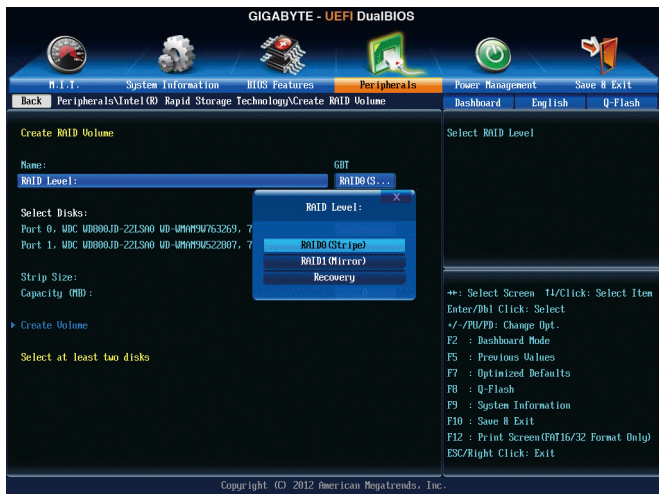 GIGABYTE - UEFI DualBIOS
M.I.T. System Information BIOS Features Peripherals Power Management Save & Exit
Back Peripherals\Intel(R) Rapid Storage Technology\Create RAID Volume Dashboard English Q-Flash
Create RAID Volume
Name: GBT
RAID Level: RAID0(S...
Select Disks:
Port 0, WDC WD800JD-22LSA0 WD-WMAM9W763269, 7
Port 1, WDC WD800JD-22LSA0 WD-WMAM9W522807, 7
Strip Size:
Capacity (MB): 0
Create Volume
Select at least two disks
X
RAID Level:
RAID0(Stripe)
RAID1(Mirror)
Recovery
Select RAID Level
→←: Select Screen ↑↓/Click: Select Item
Enter/Dbl Click: Select
+/-/PU/PD: Change Opt.
F2 : Dashboard Mode
F5 : Previous Values
F7 : Optimized Defaults
F8 : Q-Flash
F9 : System Information
F10 : Save & Exit
F12 : Print Screen(FAT16/32 Format Only)
ESC/Right Click: Exit
Copyright (C) 2012 American Megatrends, Inc.